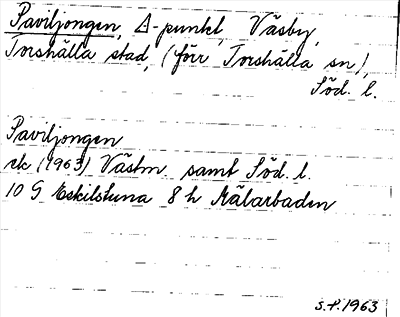 Paviljongen, Δ-punkt, Väsby,
Torshälla stad, (förr Torshälla sn),
Söd. l.
Paviljongen
ek (1963) Västm. samt Söd. l.
10 G Eskilstuna 8 h Mälarbaden
S.P. 1963